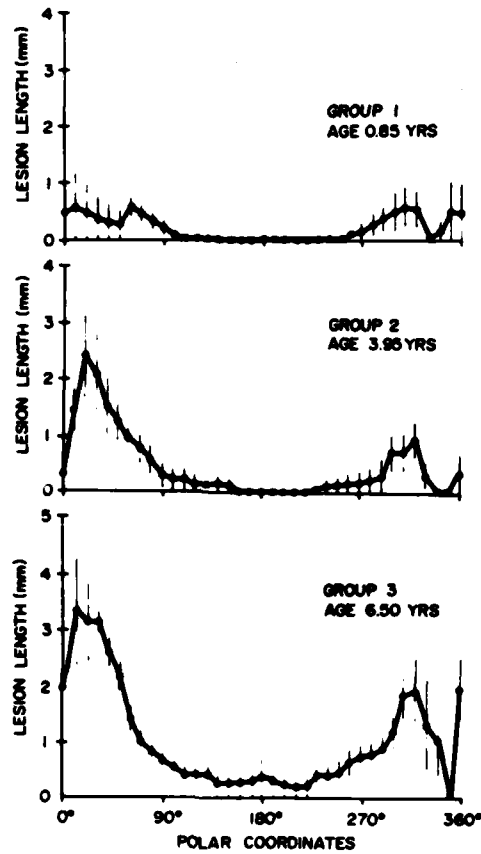 LESION LENGTH (mm)
4
3
2
1
0
GROUP 1
AGE 0.85 YRS
LESION LENGTH (mm)
4
3
2
1
0
GROUP 2
AGE 3.95 YRS
LESION LENGTH (mm)
5
4
3
2
1
0
GROUP 3
AGE 6.50 YRS
0° 90° 180° 270° 360°
POLAR COORDINATES